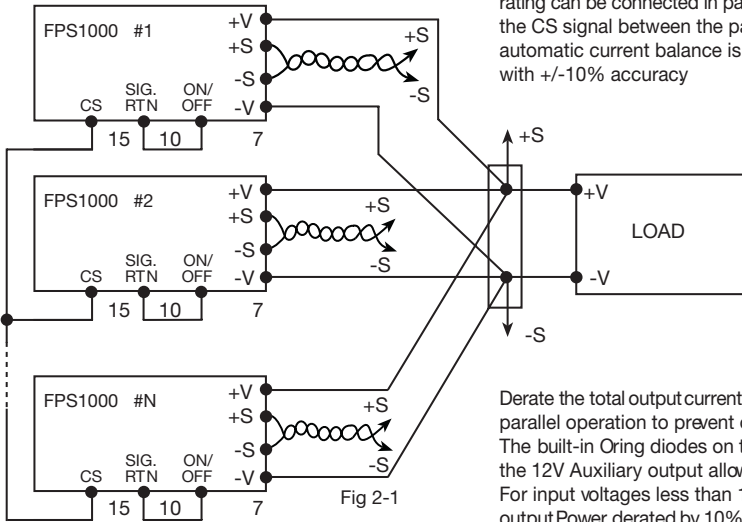 rating can be connected in
the CS signal between the
automatic current balance is
with +/-10% accuracy
FPS1000 #1
+V
+S
-S
-V
CS
SIG. RTN
ON/ OFF
15
10
7
+S
-S
FPS1000 #2
+V
+S
-S
-V
CS
SIG. RTN
ON/ OFF
15
10
7
+S
-S
+S
-S
+V
-V
LOAD
FPS1000 #N
+V
+S
-S
-V
CS
SIG. RTN
ON/ OFF
15
10
7
+S
-S
Fig 2-1
Derate the total output current
parallel operation to prevent
The built-in Oring diodes on
the 12V Auxiliary output
For input voltages less than
output Power derated by 10%